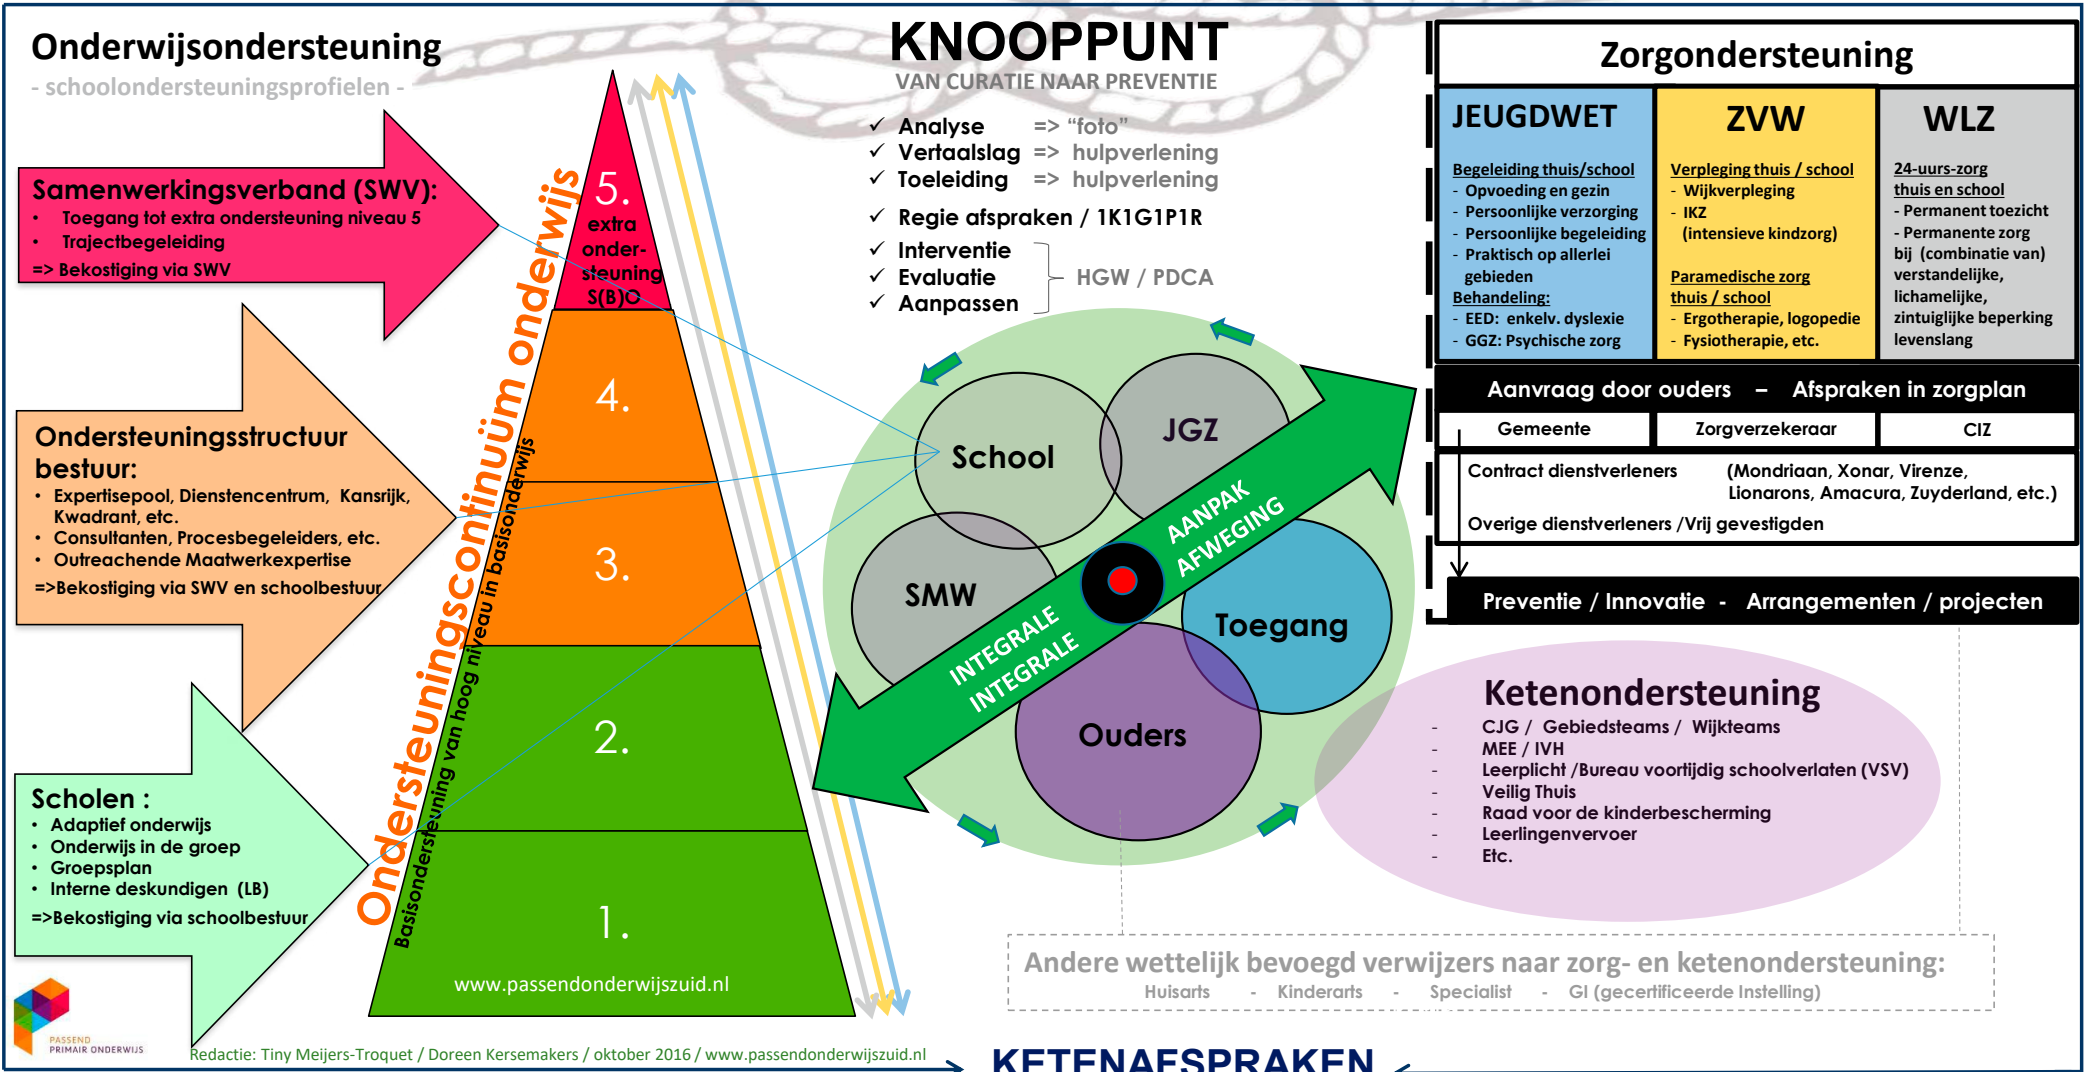 Onderwijsondersteuning
- schoolondersteuningsprofielen -
Samenwerkingsverband (SWV):
• Toegang tot extra ondersteuning niveau 5
• Trajectbegeleiding
=> Bekostiging via SWV
Ondersteuningsstructuur
bestuur:
• Expertisepool, Dienstencentrum, Kansrijk,
Kwadrant, etc.
• Consultanten, Procesbegeleiders, etc.
• Outreachende Maatwerkexpertise
=>Bekostiging via SWV en schoolbestuur
Scholen :
• Adaptief onderwijs
• Onderwijs in de groep
• Groepsplan
• Interne deskundigen (LB)
=>Bekostiging via schoolbestuur
PASSEND
PRIMAIR ONDERWIJS
Ondersteuningscontinuüm onderwijs
Basisondersteuning van hoog niveau in basisonderwijs
5.
extra
onder-
steuning
S(B)O
4.
3.
2.
1.
www.passendonderwijszuid.nl
KNOOPPUNT
VAN CURATIE NAAR PREVENTIE
✓ Analyse => “foto”
✓ Vertaalslag => hulpverlening
✓ Toeleiding => hulpverlening
✓ Regie afspraken / 1K1G1P1R
✓ Interventie
✓ Evaluatie
✓ Aanpassen
HGW / PDCA
School
JGZ
SMW
Toegang
Ouders
INTEGRALE AANPAK
INTEGRALE AFWEGING
Zorgondersteuning
JEUGDWET
Begeleiding thuis/school
- Opvoeding en gezin
- Persoonlijke verzorging
- Persoonlijke begeleiding
- Praktisch op allerlei
gebieden
Behandeling:
- EED: enkelv. dyslexie
- GGZ: Psychische zorg
ZVW
Verpleging thuis / school
- Wijkverpleging
- IKZ
(intensieve kindzorg)
Paramedische zorg
thuis / school
- Ergotherapie, logopedie
- Fysiotherapie, etc.
WLZ
24-uurs-zorg
thuis en school
- Permanent toezicht
- Permanente zorg
bij (combinatie van)
verstandelijke,
lichamelijke,
zintuiglijke beperking
levenslang
Aanvraag door ouders – Afspraken in zorgplan
Gemeente
Zorgverzekeraar
CIZ
Contract dienstverleners (Mondriaan, Xonar, Virenze,
Lionarons, Amacura, Zuyderland, etc.)
Overige dienstverleners /Vrij gevestigden
Preventie / Innovatie - Arrangementen / projecten
Ketenondersteuning
- CJG / Gebiedsteams / Wijkteams
- MEE / IVH
- Leerplicht /Bureau voortijdig schoolverlaten (VSV)
- Veilig Thuis
- Raad voor de kinderbescherming
- Leerlingenvervoer
- Etc.
Andere wettelijk bevoegd verwijzers naar zorg- en ketenondersteuning:
Huisarts - Kinderarts - Specialist - GI (gecertificeerde Instelling)
Redactie: Tiny Meijers-Troquet / Doreen Kersemakers / oktober 2016 / www.passendonderwijszuid.nl
KETENAFSPRAKEN